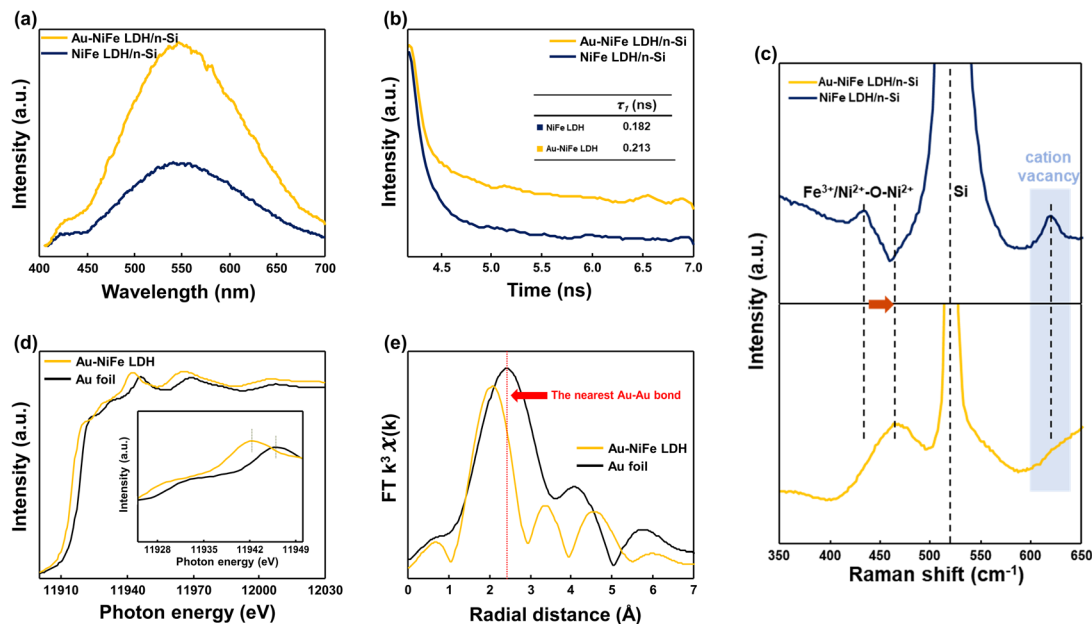 (a)
Au-NiFe LDH/n-Si
NiFe LDH/n-Si
Intensity (a.u.)
400 450 500 550 600 650 700
Wavelength (nm)
(b)
Au-NiFe LDH/n-Si
NiFe LDH/n-Si
τ1 (ns)
NiFe LDH 0.182
Au-NiFe LDH 0.213
Intensity (a.u.)
4.5 5.0 5.5 6.0 6.5 7.0
Time (ns)
(c)
Au-NiFe LDH/n-Si
NiFe LDH/n-Si
cation
vacancy
Fe³⁺/Ni²⁺-O-Ni²⁺
Si
Intensity (a.u.)
350 400 450 500 550 600 650
Raman shift (cm⁻¹)
(d)
Au-NiFe LDH
Au foil
Intensity (a.u.)
Intensity (a.u.)
11928 11935 11942 11949
Photon energy (eV)
11910 11940 11970 12000 12030
Photon energy (eV)
(e)
The nearest Au-Au bond
Au-NiFe LDH
Au foil
FT k³ χ(k)
0 1 2 3 4 5 6 7
Radial distance (Å)